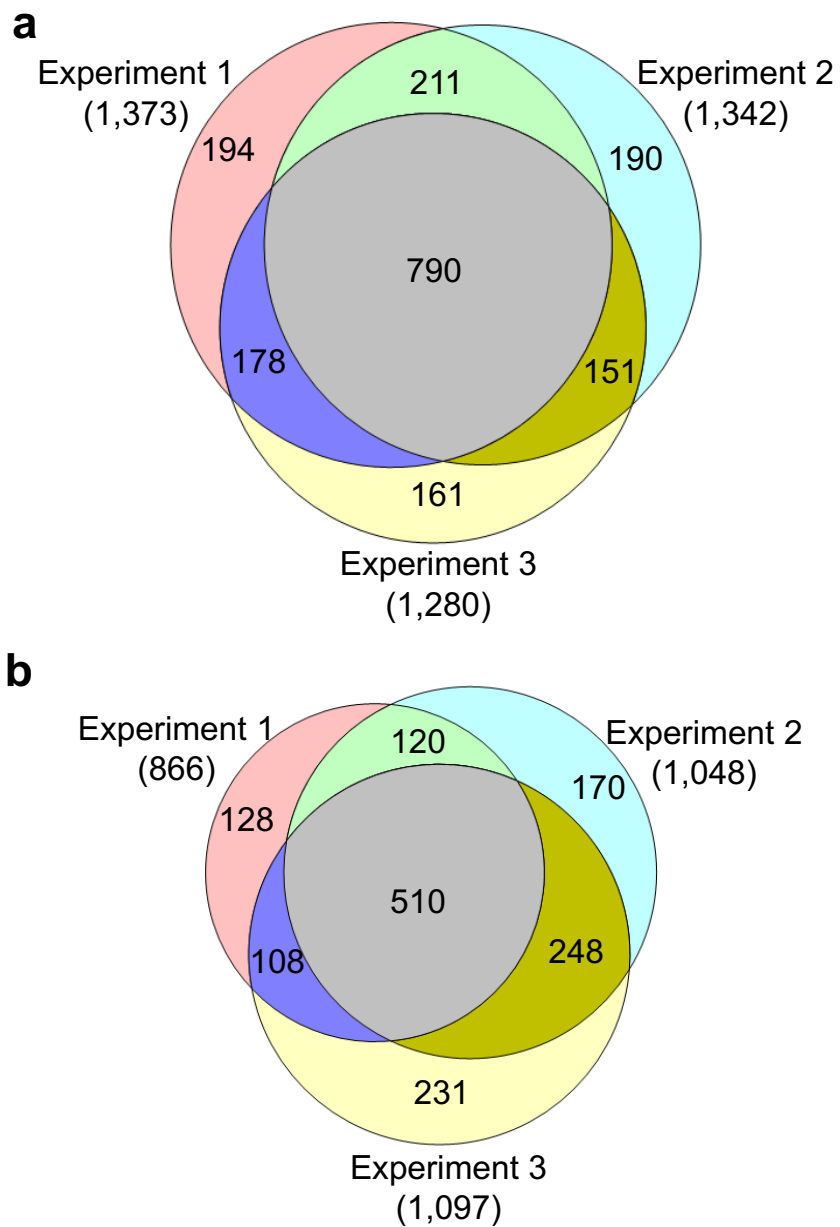 a
Experiment 1
(1,373)
Experiment 2
(1,342)
211
194
190
790
178
151
161
Experiment 3
(1,280)
b
Experiment 1
(866)
Experiment 2
(1,048)
120
170
128
510
108
248
231
Experiment 3
(1,097)